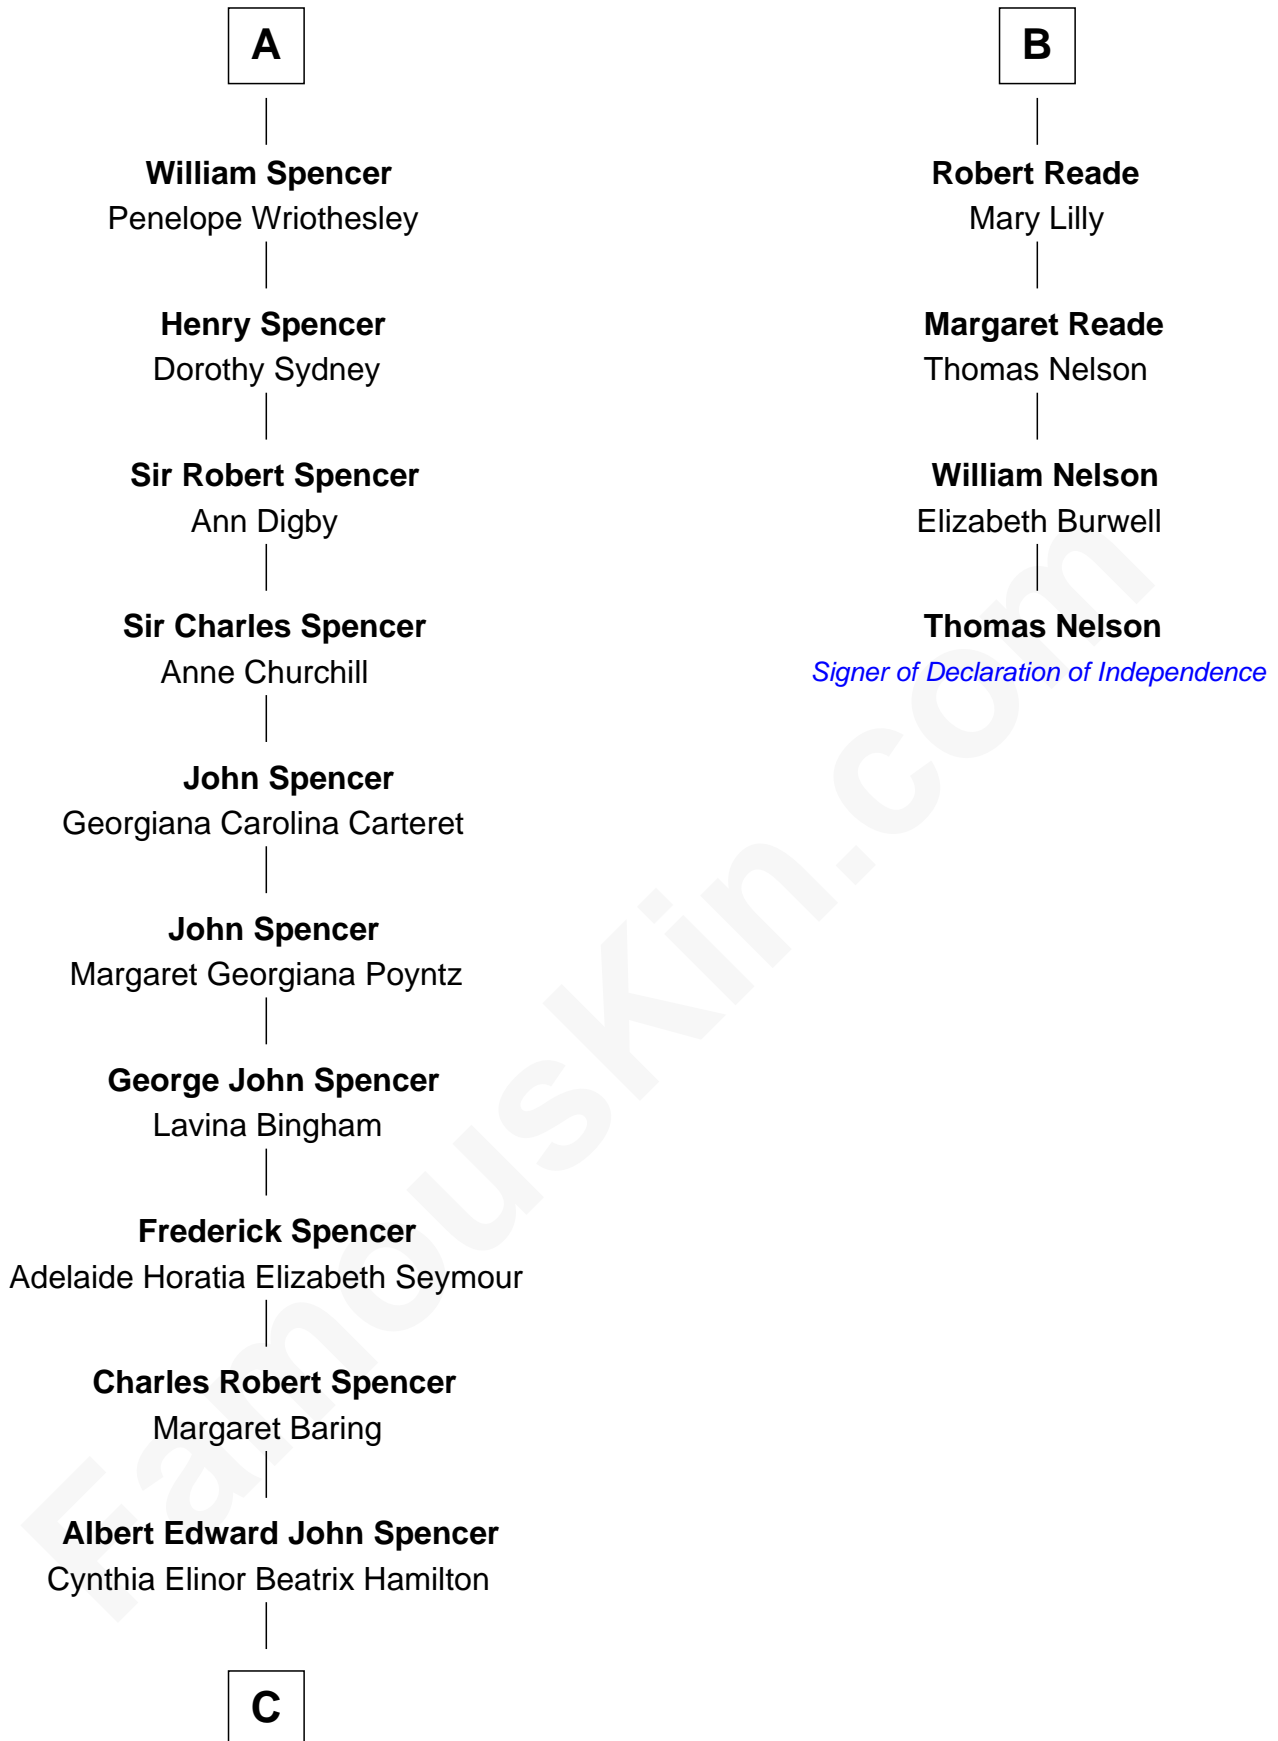 A
William Spencer
Penelope Wriothesley
Henry Spencer
Dorothy Sydney
Sir Robert Spencer
Ann Digby
Sir Charles Spencer
Anne Churchill
John Spencer
Georgiana Carolina Carteret
John Spencer
Margaret Georgiana Poyntz
George John Spencer
Lavina Bingham
Frederick Spencer
Adelaide Horatia Elizabeth Seymour
Charles Robert Spencer
Margaret Baring
Albert Edward John Spencer
Cynthia Elinor Beatrix Hamilton
C
B
Robert Reade
Mary Lilly
Margaret Reade
Thomas Nelson
William Nelson
Elizabeth Burwell
Thomas Nelson
Signer of Declaration of Independence
FamousKin.com